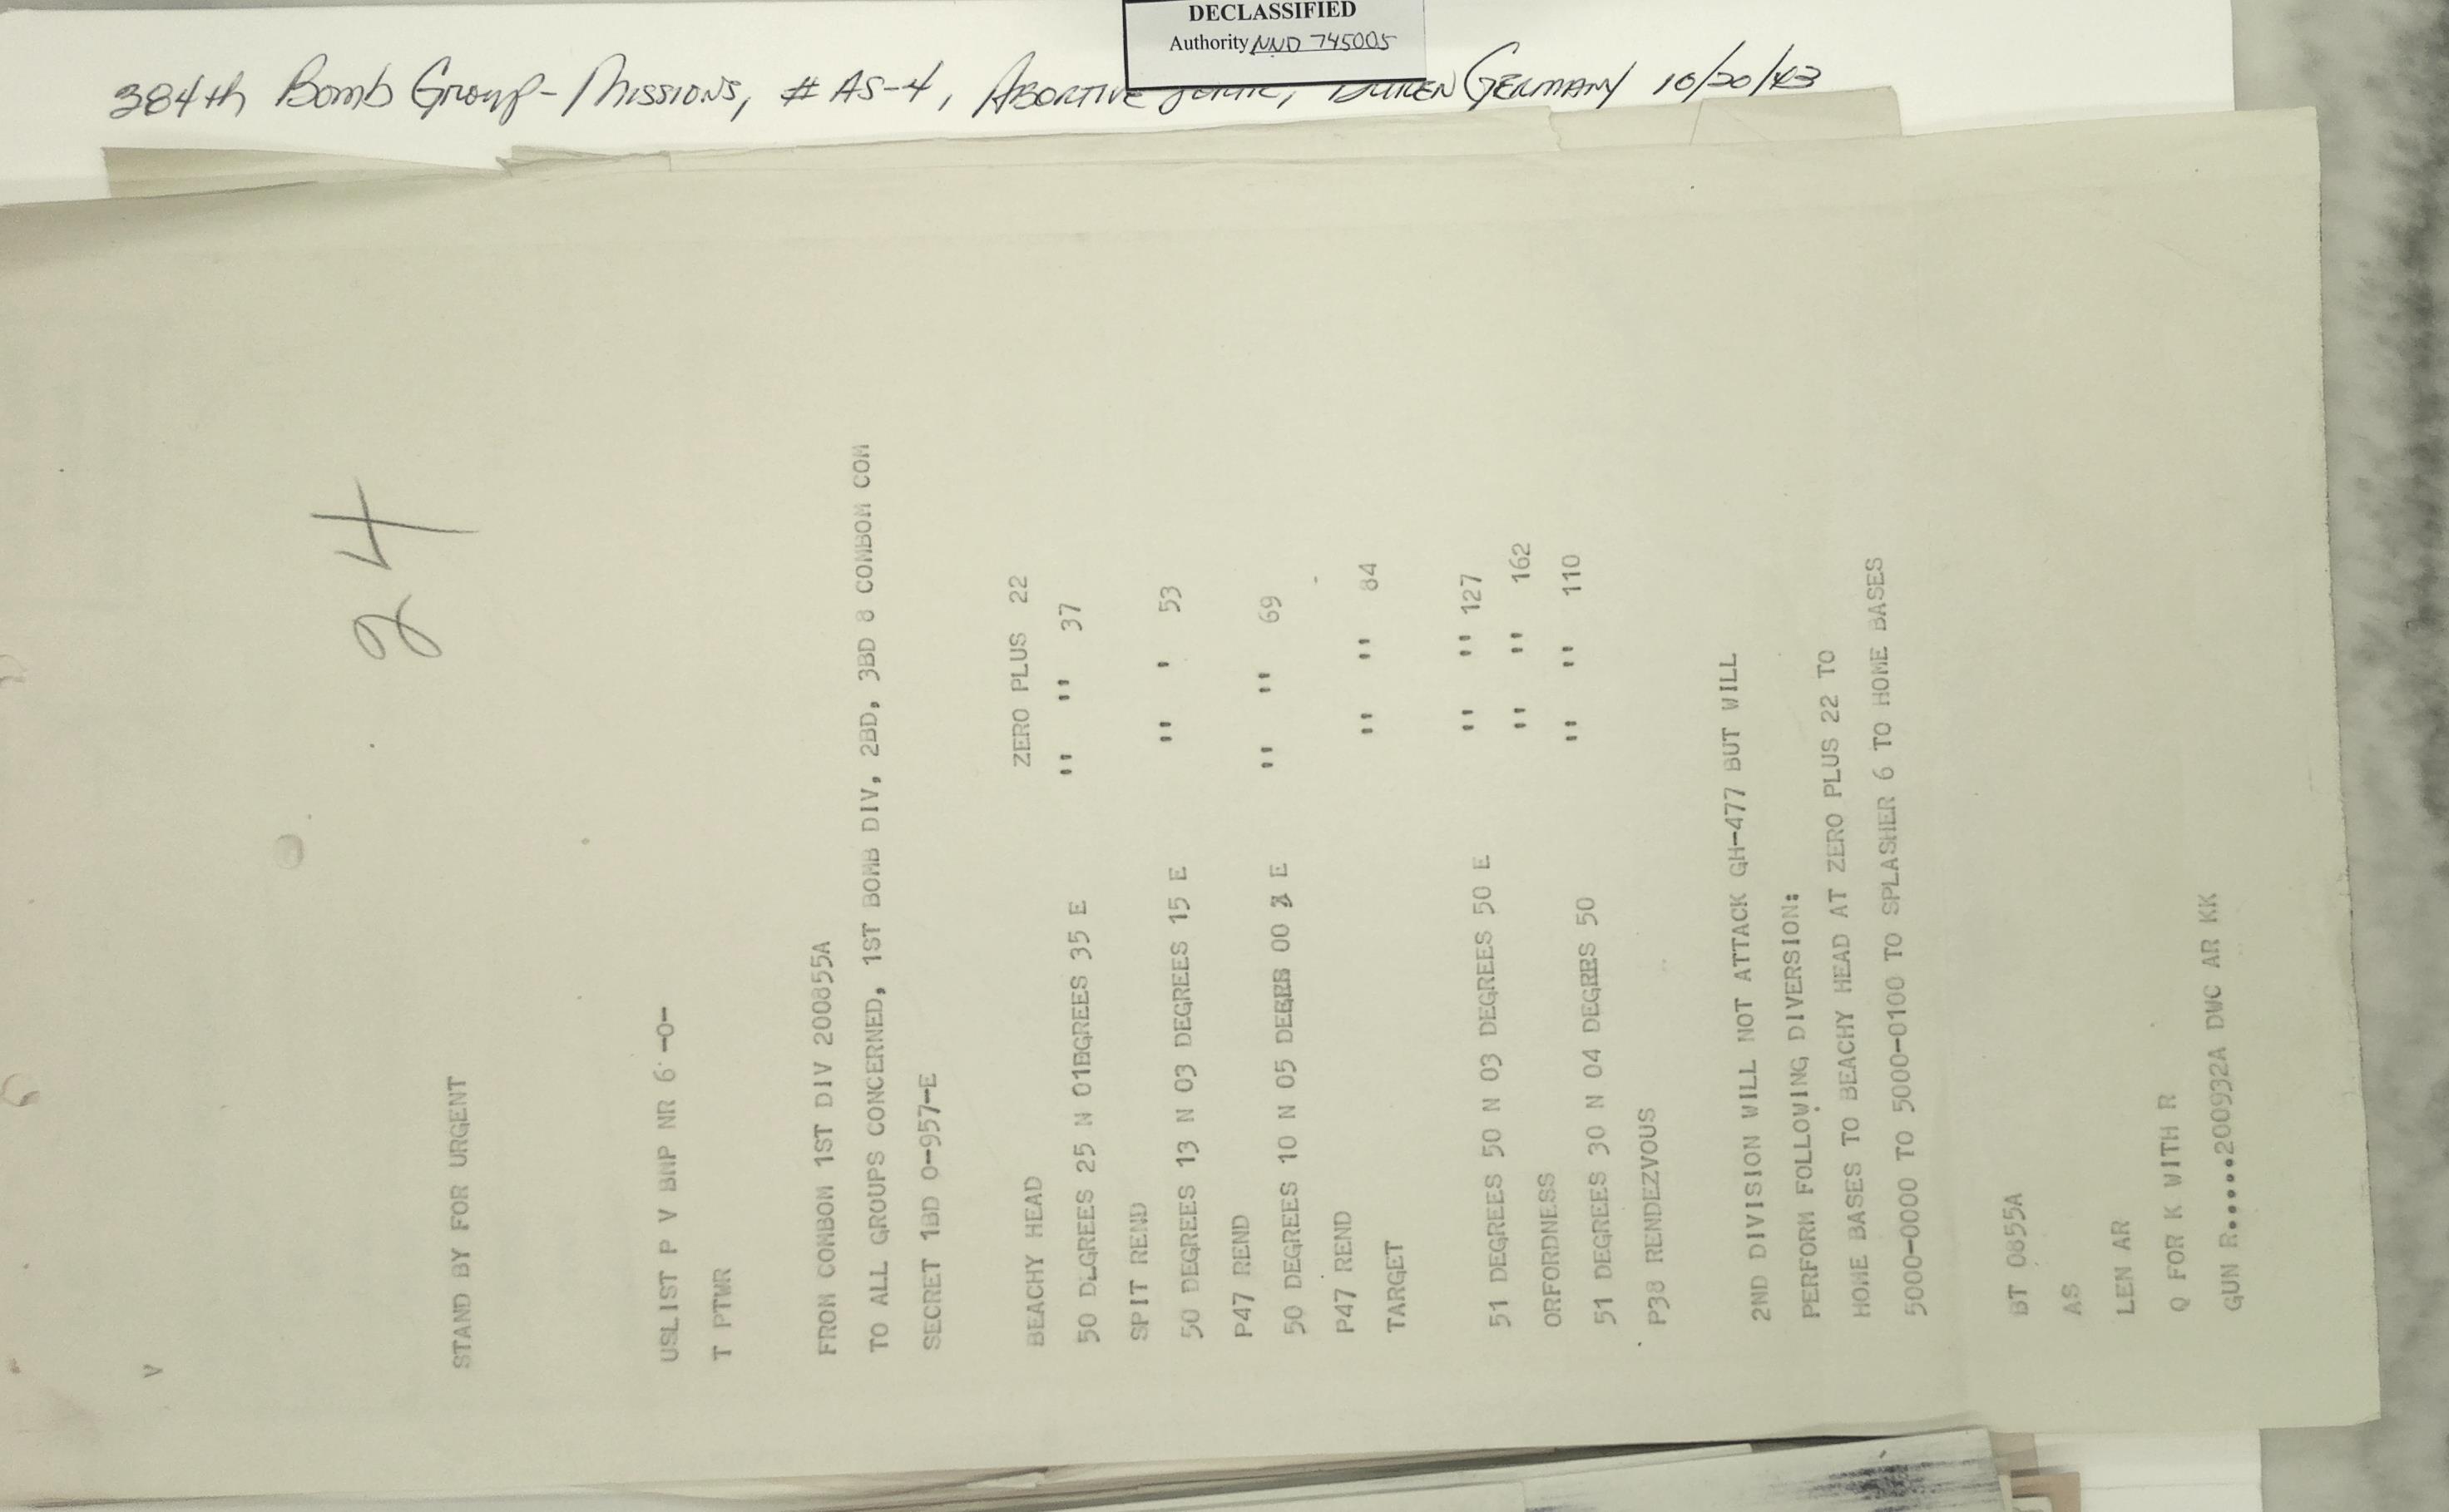 DECLASSIFIED
Authority NND 745005
384th Bomb Group - Missions, # AS-4, Abortive Sortie, Duren Germany 10/20/43
24
V
STAND BY FOR URGENT
USLIST P V BNP NR 6 -0-
T PTWR
FROM COMBOM 1ST DIV 200855A
TO ALL GROUPS CONCERNED, 1ST BOMB DIV, 2BD, 3BD 8 COMBOM COM
SECRET 1BD O-957-E
BEACHY HEAD ZERO PLUS 22
50 DEGREES 25 N 01EGREES 35 E " " 37
SPIT REND
50 DEGREES 13 N 03 DEGREES 15 E " ' 53
P47 REND
50 DEGREES 10 N 05 DEGRE 00 E " " 69
P47 REND
TARGET " " 84
51 DEGREES 50 N 03 DEGREES 50 E " " 127
ORFORDNESS " " 162
51 DEGREES 30 N 04 DEGRES 50 " " 110
P38 RENDEZVOUS
2ND DIVISION WILL NOT ATTACK GH-477 BUT WILL
PERFORM FOLLOWING DIVERSION:
HOME BASES TO BEACHY HEAD AT ZERO PLUS 22 TO
5000-0000 TO 5000-0100 TO SPLASHER 6 TO HOME BASES
BT 0855A
AS
LEN AR
Q FOR K WITH R
GUN R.....200932A DWC AR KK